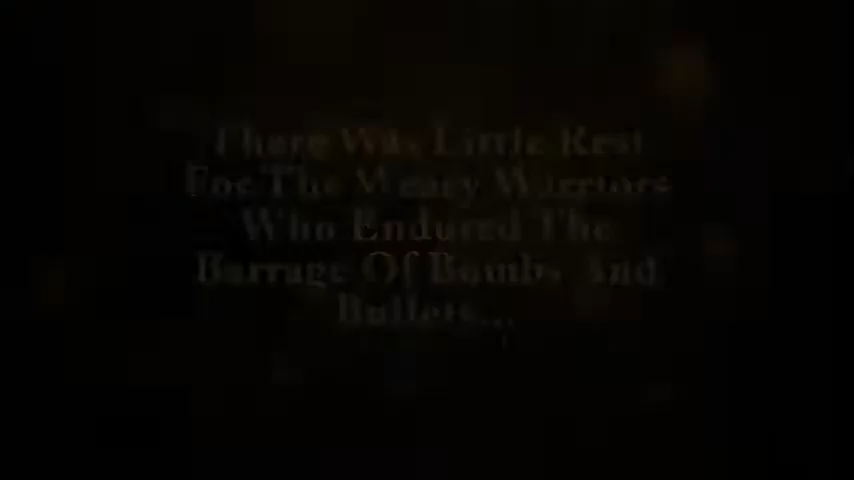 There Was Little Rest
For The Weary Warriors
Who Endured The
Barrage Of Bombs And
Bullets...